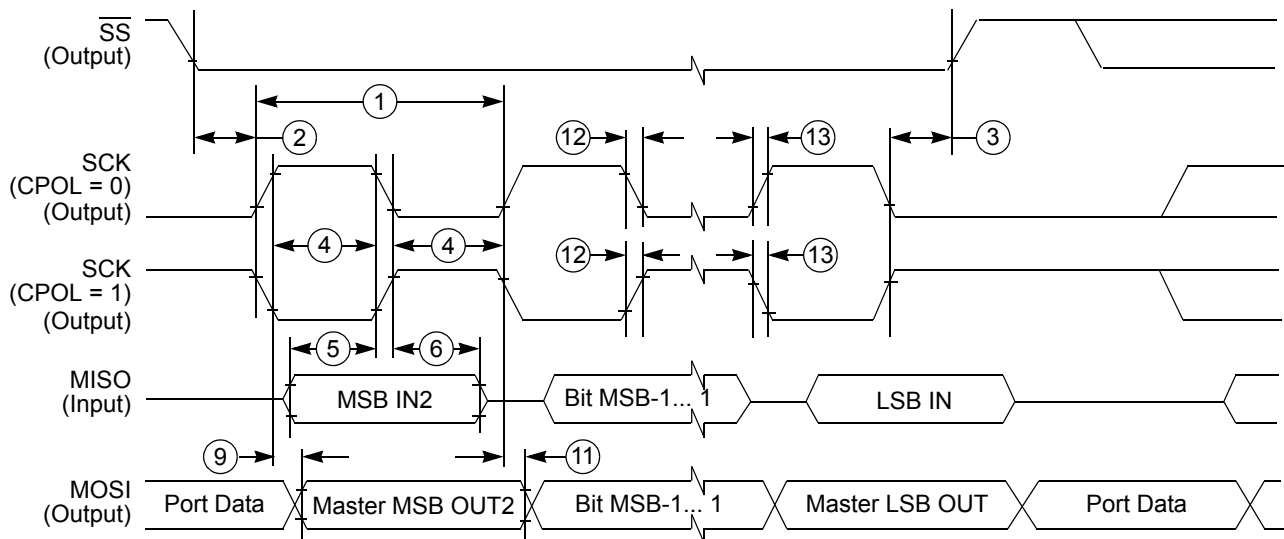 SS
(Output)
1
2
12
13
3
SCK
(CPOL = 0)
(Output)
4
4
SCK
(CPOL = 1)
(Output)
12
13
5
6
MISO
(Input)
MSB IN2
Bit MSB-1... 1
LSB IN
9
11
MOSI
(Output)
Port Data
Master MSB OUT2
Bit MSB-1... 1
Master LSB OUT
Port Data